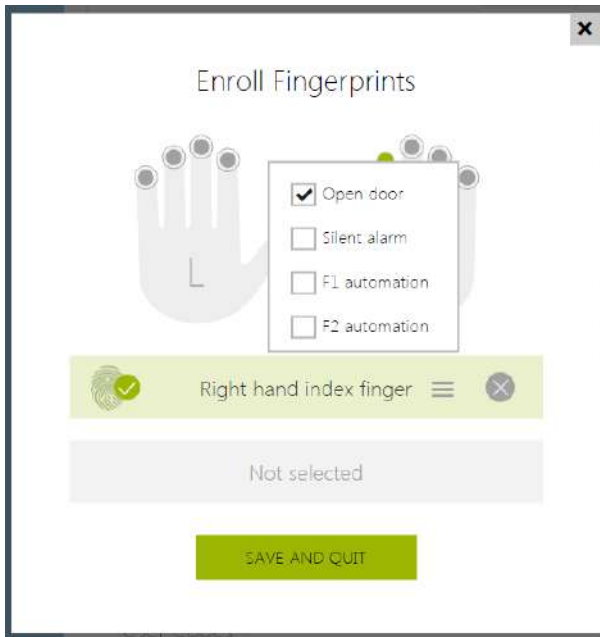 Enroll Fingerprints
Open door
Silent alarm
F1 automation
F2 automation
L
Right hand index finger
Not selected
SAVE AND QUIT